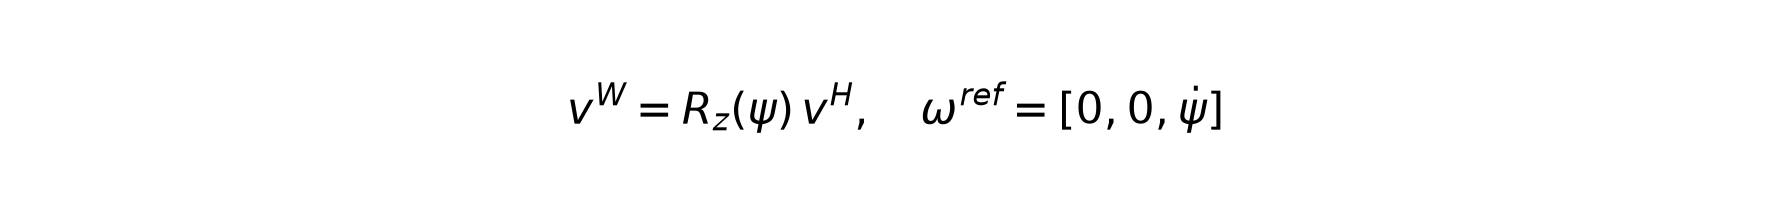 v^W = R_z(ψ) v^H,    ω^ref = [0, 0, ψ̇]